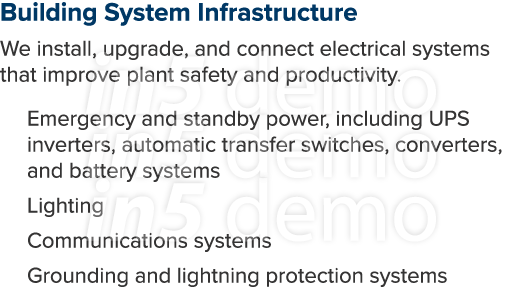 Building System Infrastructure
We install, upgrade, and connect electrical systems
that improve plant safety and productivity.
in5 demo
Emergency and standby power, including UPS
inverters, automatic transfer switches, converters,
and battery systems
in5 demo
Lighting
in5 demo
Communications systems
Grounding and lightning protection systems